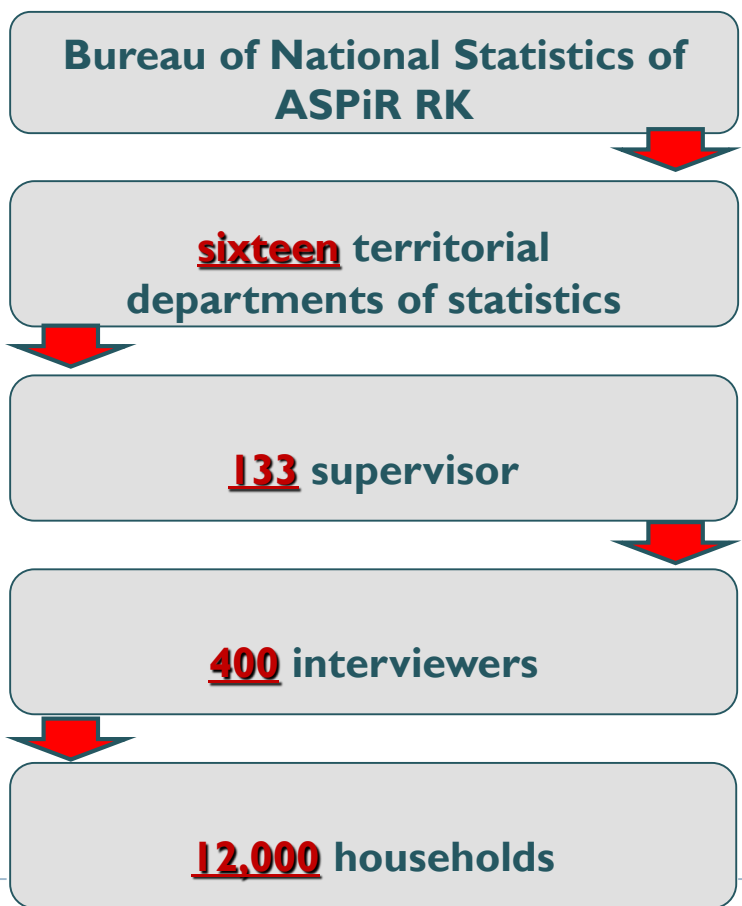 Bureau of National Statistics of
ASPiR RK
sixteen territorial
departments of statistics
133 supervisor
400 interviewers
12,000 households